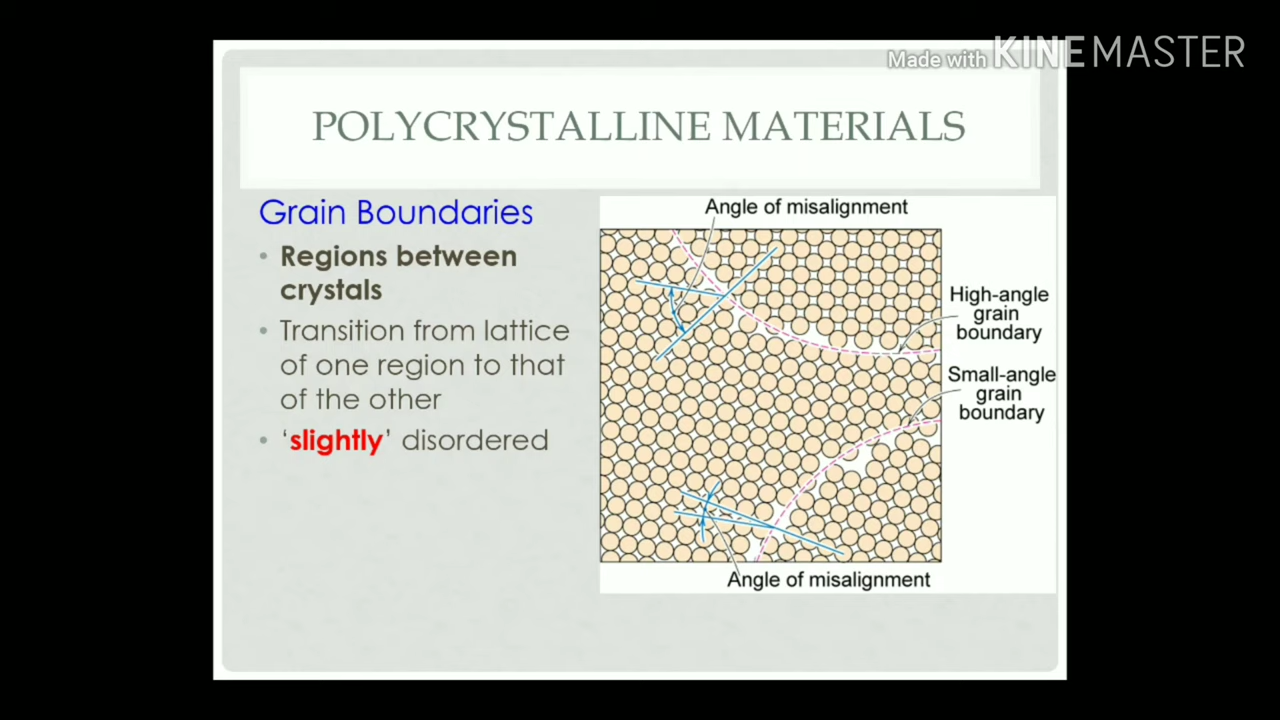 Made with KINEMASTER
POLYCRYSTALLINE MATERIALS
Grain Boundaries
• Regions between
crystals
• Transition from lattice
of one region to that
of the other
• ‘slightly’ disordered
Angle of misalignment
High-angle
grain
boundary
Small-angle
grain
boundary
Angle of misalignment